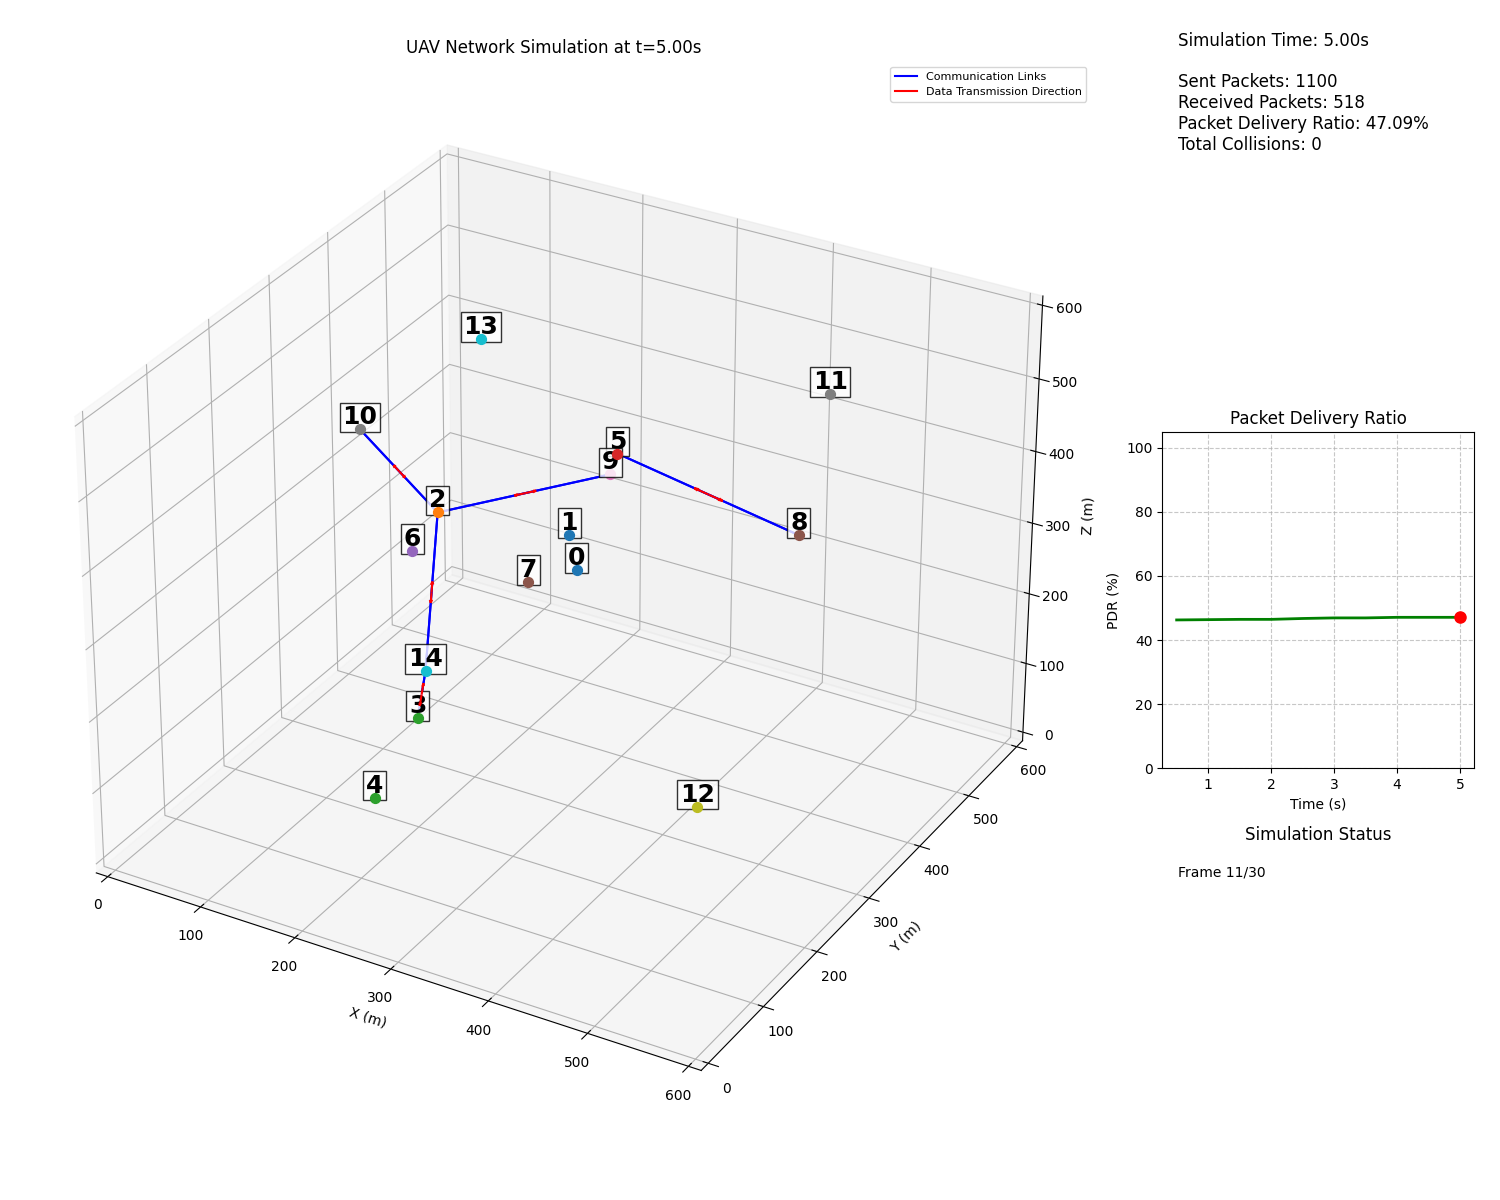 UAV Network Simulation at t=5.00s
Communication Links
Data Transmission Direction
Simulation Time: 5.00s
Sent Packets: 1100
Received Packets: 518
Packet Delivery Ratio: 47.09%
Total Collisions: 0
13
11
10
5
9
2
1
8
6
0
7
14
3
4
12
600
500
400
300
200
100
0
Z (m)
0
100
200
300
400
500
600
X (m)
0
100
200
300
400
500
600
Y (m)
Packet Delivery Ratio
100
80
60
40
20
0
PDR (%)
1
2
3
4
5
Time (s)
Simulation Status
Frame 11/30